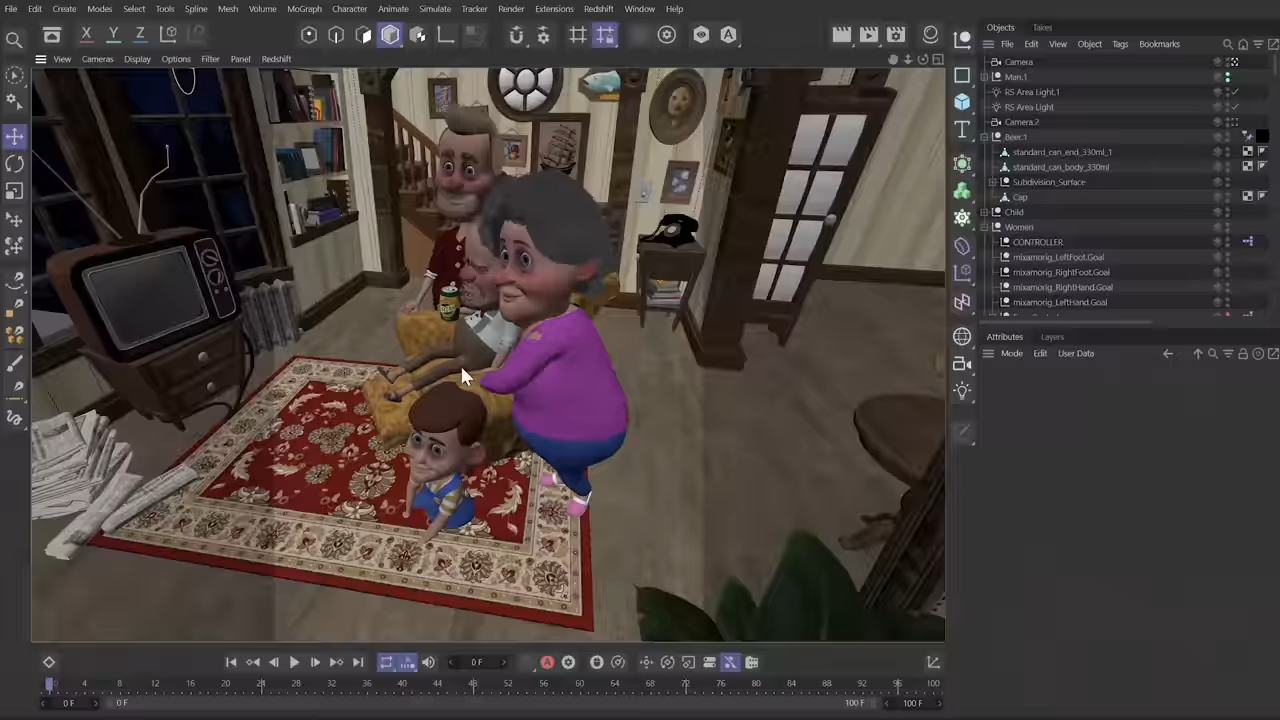 File Edit Create Modes Select Tools Spline Mesh Volume MoGraph Character Animate Simulate Tracker Render Extensions Redshift Window Help
X Y Z
View Cameras Display Options Filter Panel Redshift
Objects Takes
File Edit View Object Tags Bookmarks
Camera
Man.1
RS Area Light.1
RS Area Light
Camera.2
Beer.1
standard_can_end_330ml_1
standard_can_body_330ml
Subdivision_Surface
Cap
Child
Women
CONTROLLER
mixamorig_LeftFoot.Goal
mixamorig_RightFoot.Goal
mixamorig_RightHand.Goal
mixamorig_LeftHand.Goal
Attributes Layers
Mode Edit User Data
0 F
0 4 8 12 16 20 24 28 32 36 40 44 48 52 56 60 64 68 72 76 80 84 88 92 96 100
0 F 0 F 100 F 100 F